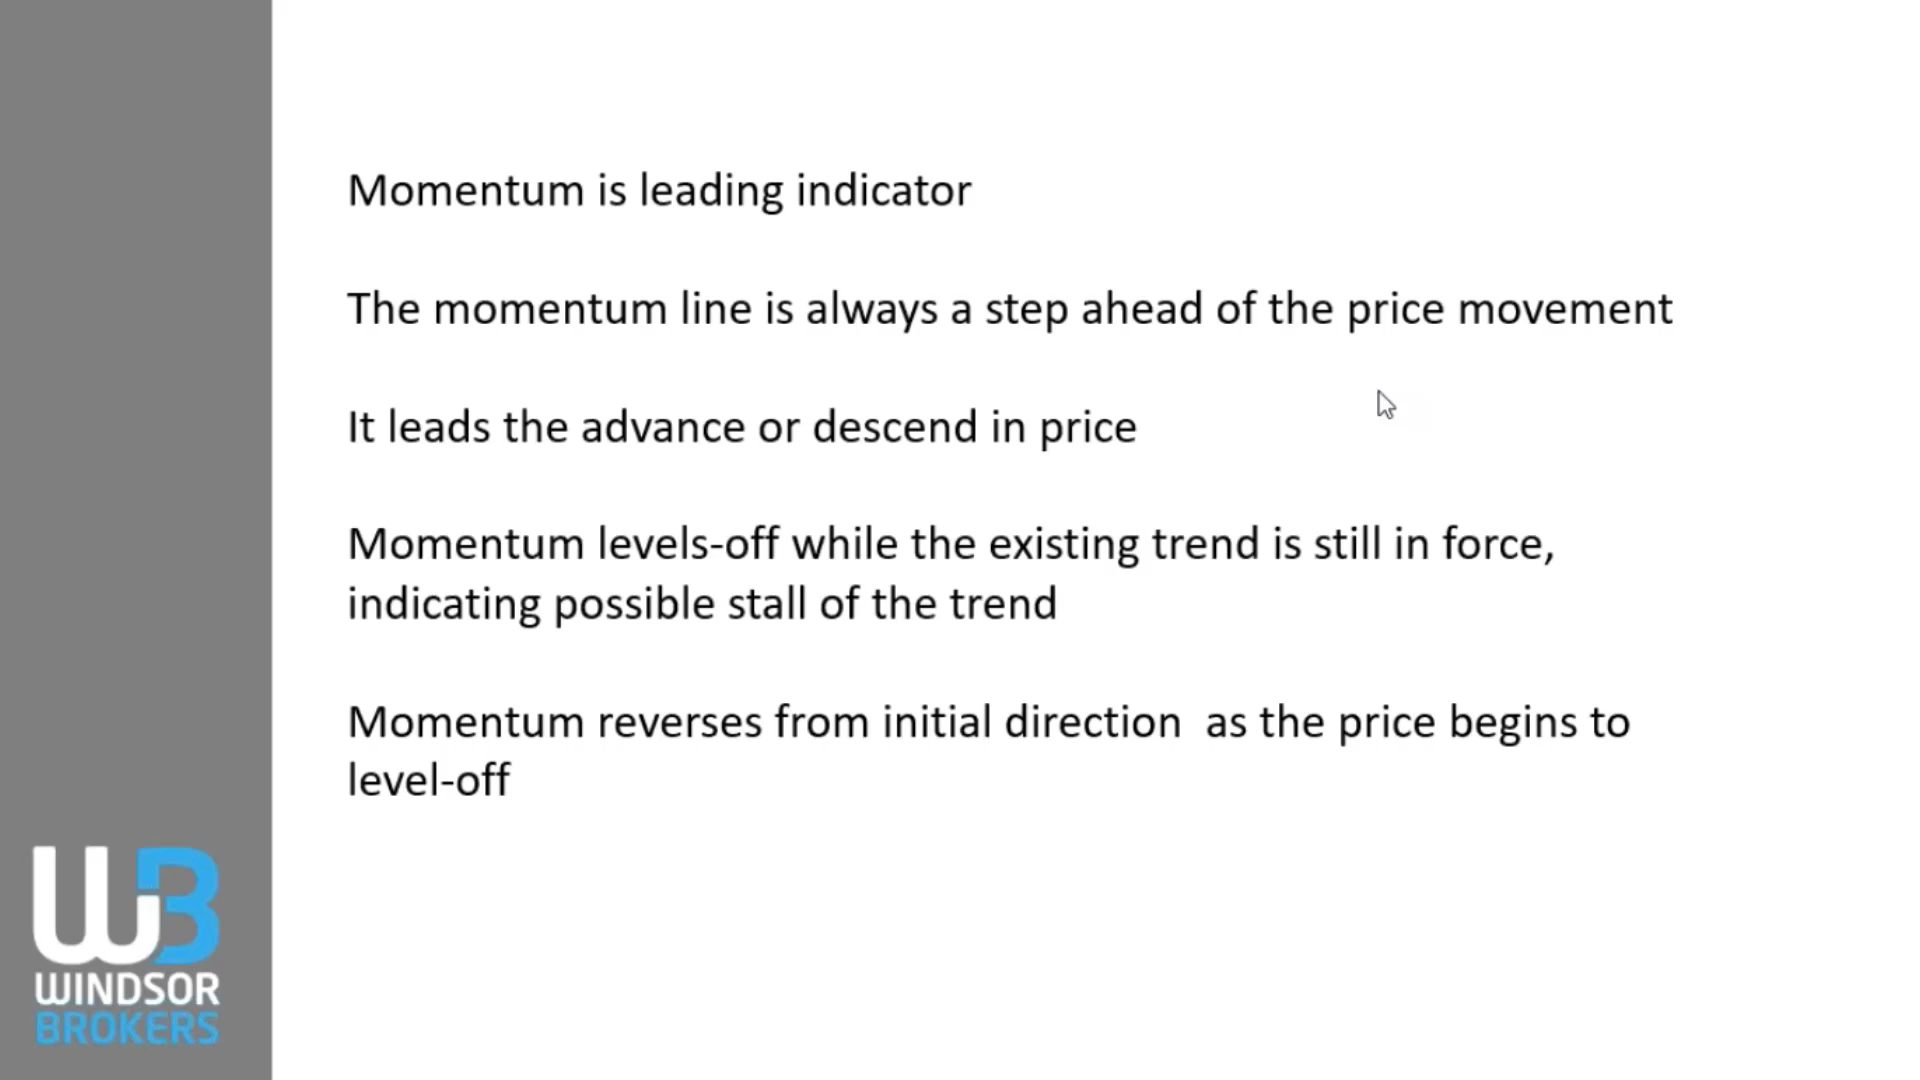 Momentum is leading indicator
The momentum line is always a step ahead of the price movement
It leads the advance or descend in price
Momentum levels-off while the existing trend is still in force,
indicating possible stall of the trend
Momentum reverses from initial direction  as the price begins to
level-off
WB
WINDSOR
BROKERS